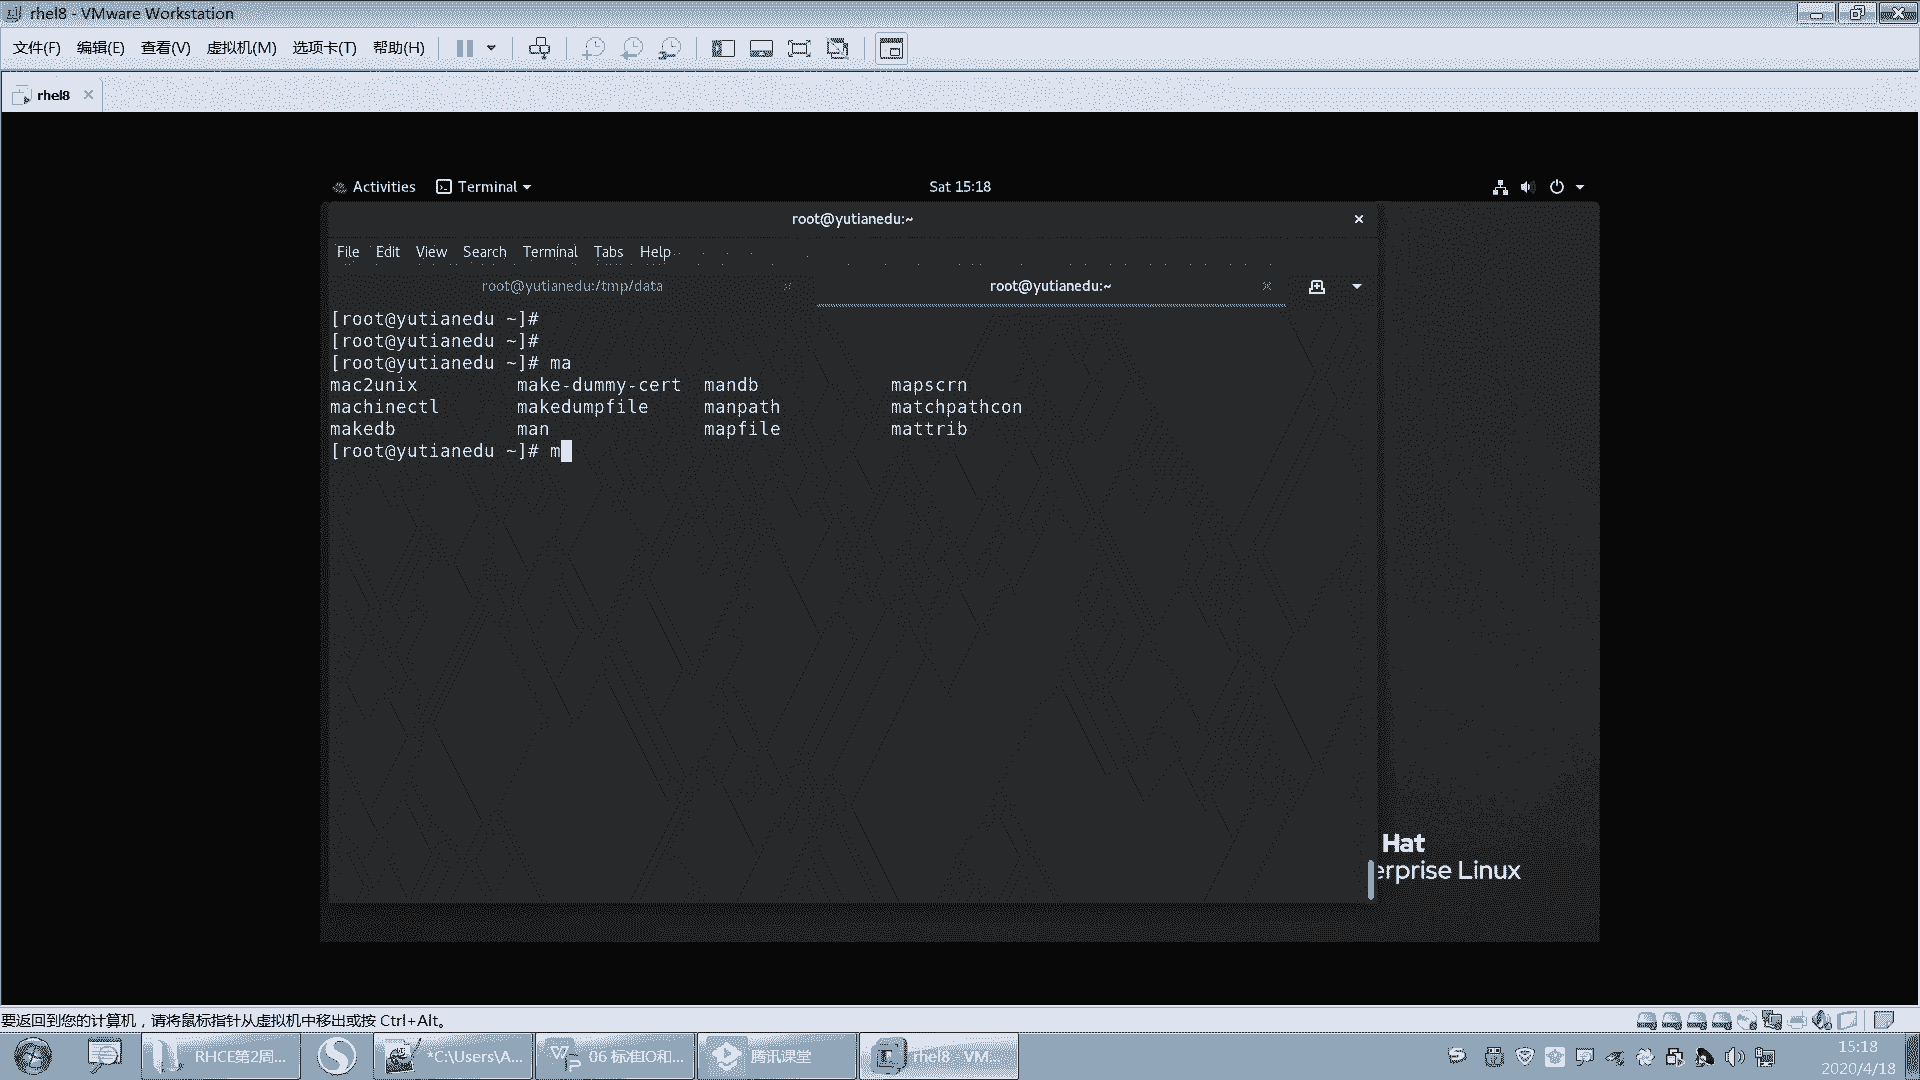 rhel8 - VMware Workstation
文件(F) 编辑(E) 查看(V) 虚拟机(M) 选项卡(T) 帮助(H)
rhel8
Activities Terminal Sat 15:18
root@yutianedu:~
File Edit View Search Terminal Tabs Help
root@yutianedu:/tmp/data root@yutianedu:~
[root@yutianedu ~]#
[root@yutianedu ~]#
[root@yutianedu ~]# ma
mac2unix make-dummy-cert mandb mapscrn
machinectl makedumpfile manpath matchpathcon
makedb man mapfile mattrib
[root@yutianedu ~]# m
Hat
erprise Linux
要返回到您的计算机，请将鼠标指针从虚拟机中移出或按 Ctrl+Alt。
RHCE第2周... *C:\Users\A... 06 标准IO和... 腾讯课堂 rhel8 - VM... 15:18
2020/4/18